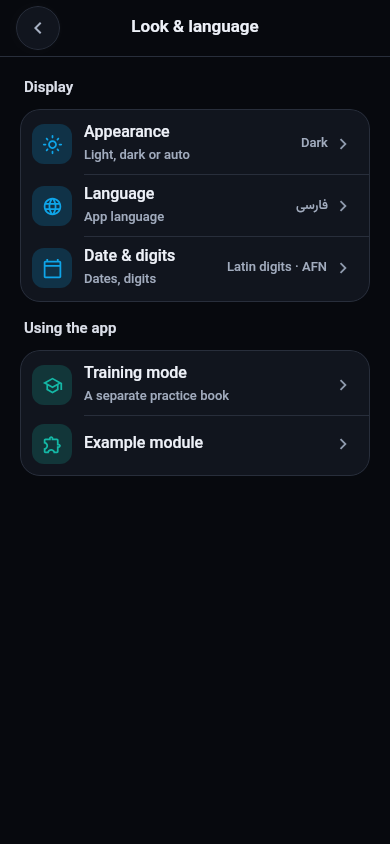 Look & language
Display
Appearance
Light, dark or auto
Dark
Language
App language
فارسی
Date & digits
Dates, digits
Latin digits · AFN
Using the app
Training mode
A separate practice book
Example module